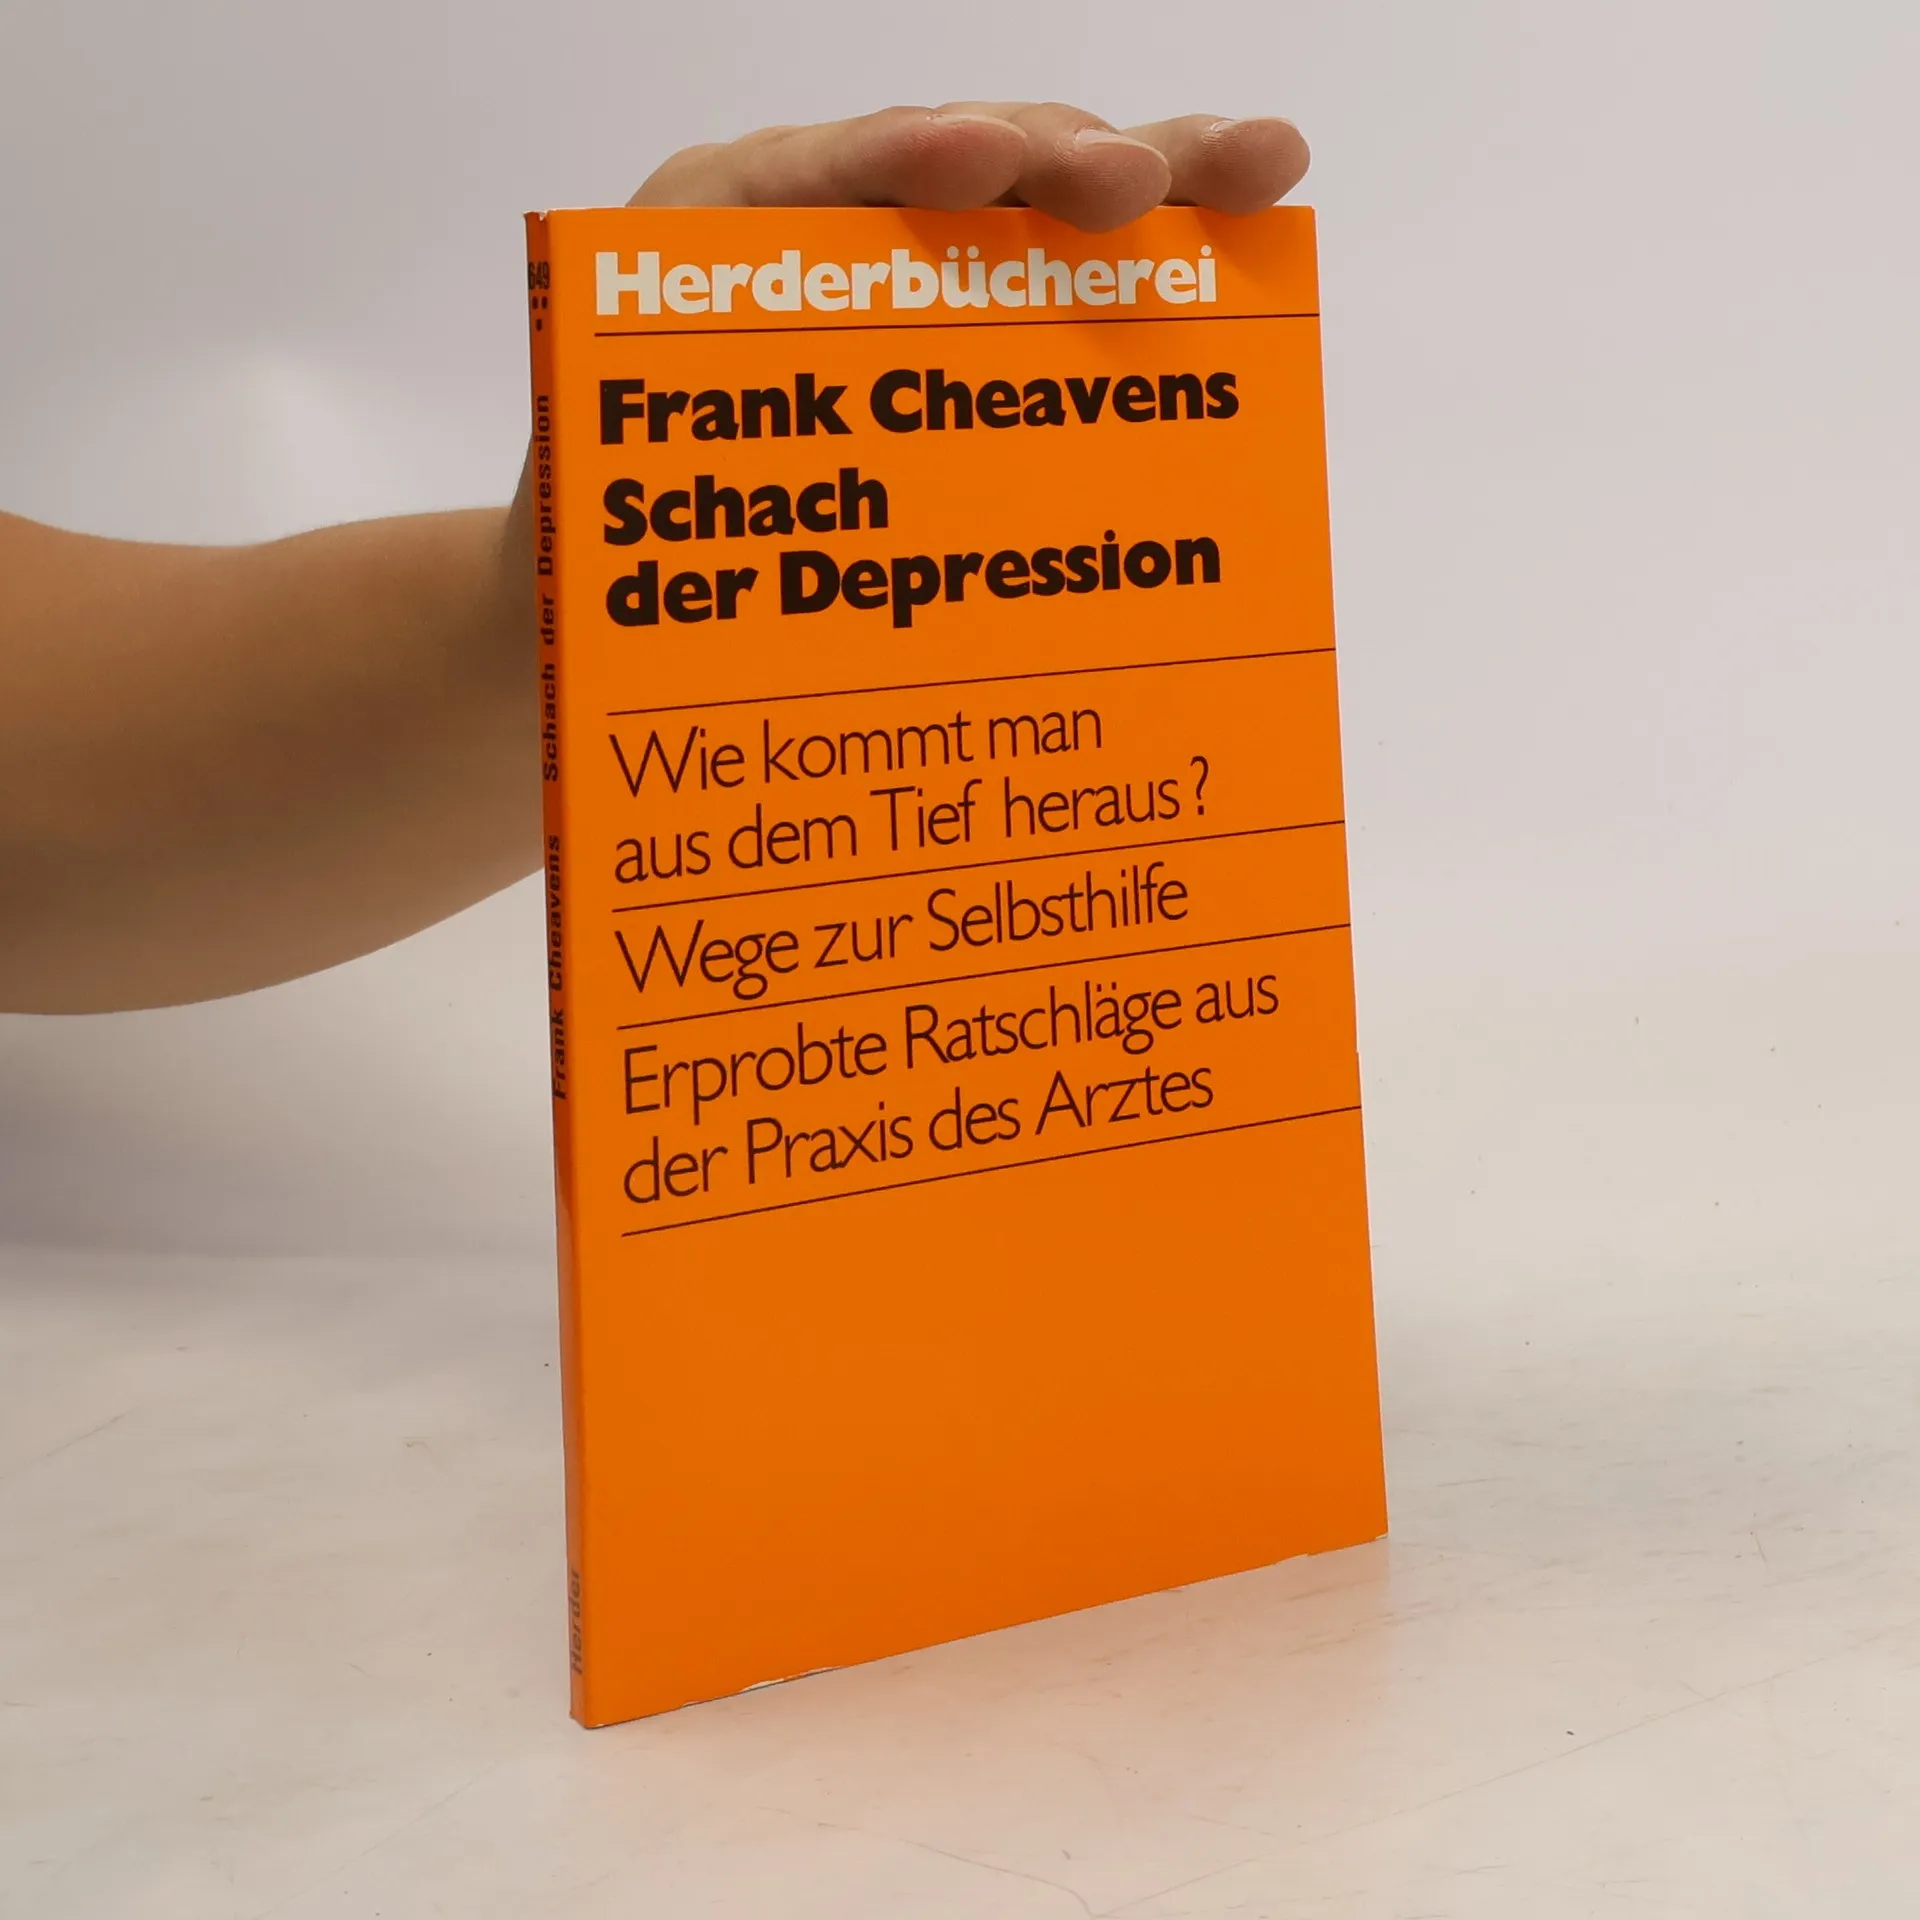 Herderbücherei
Frank Cheavens
Schach
der Depression
Wie kommt man
aus dem Tief heraus?
Wege zur Selbsthilfe
Erprobte Ratschläge aus
der Praxis des Arztes
649
Frank Cheavens Schach der Depression
Herder